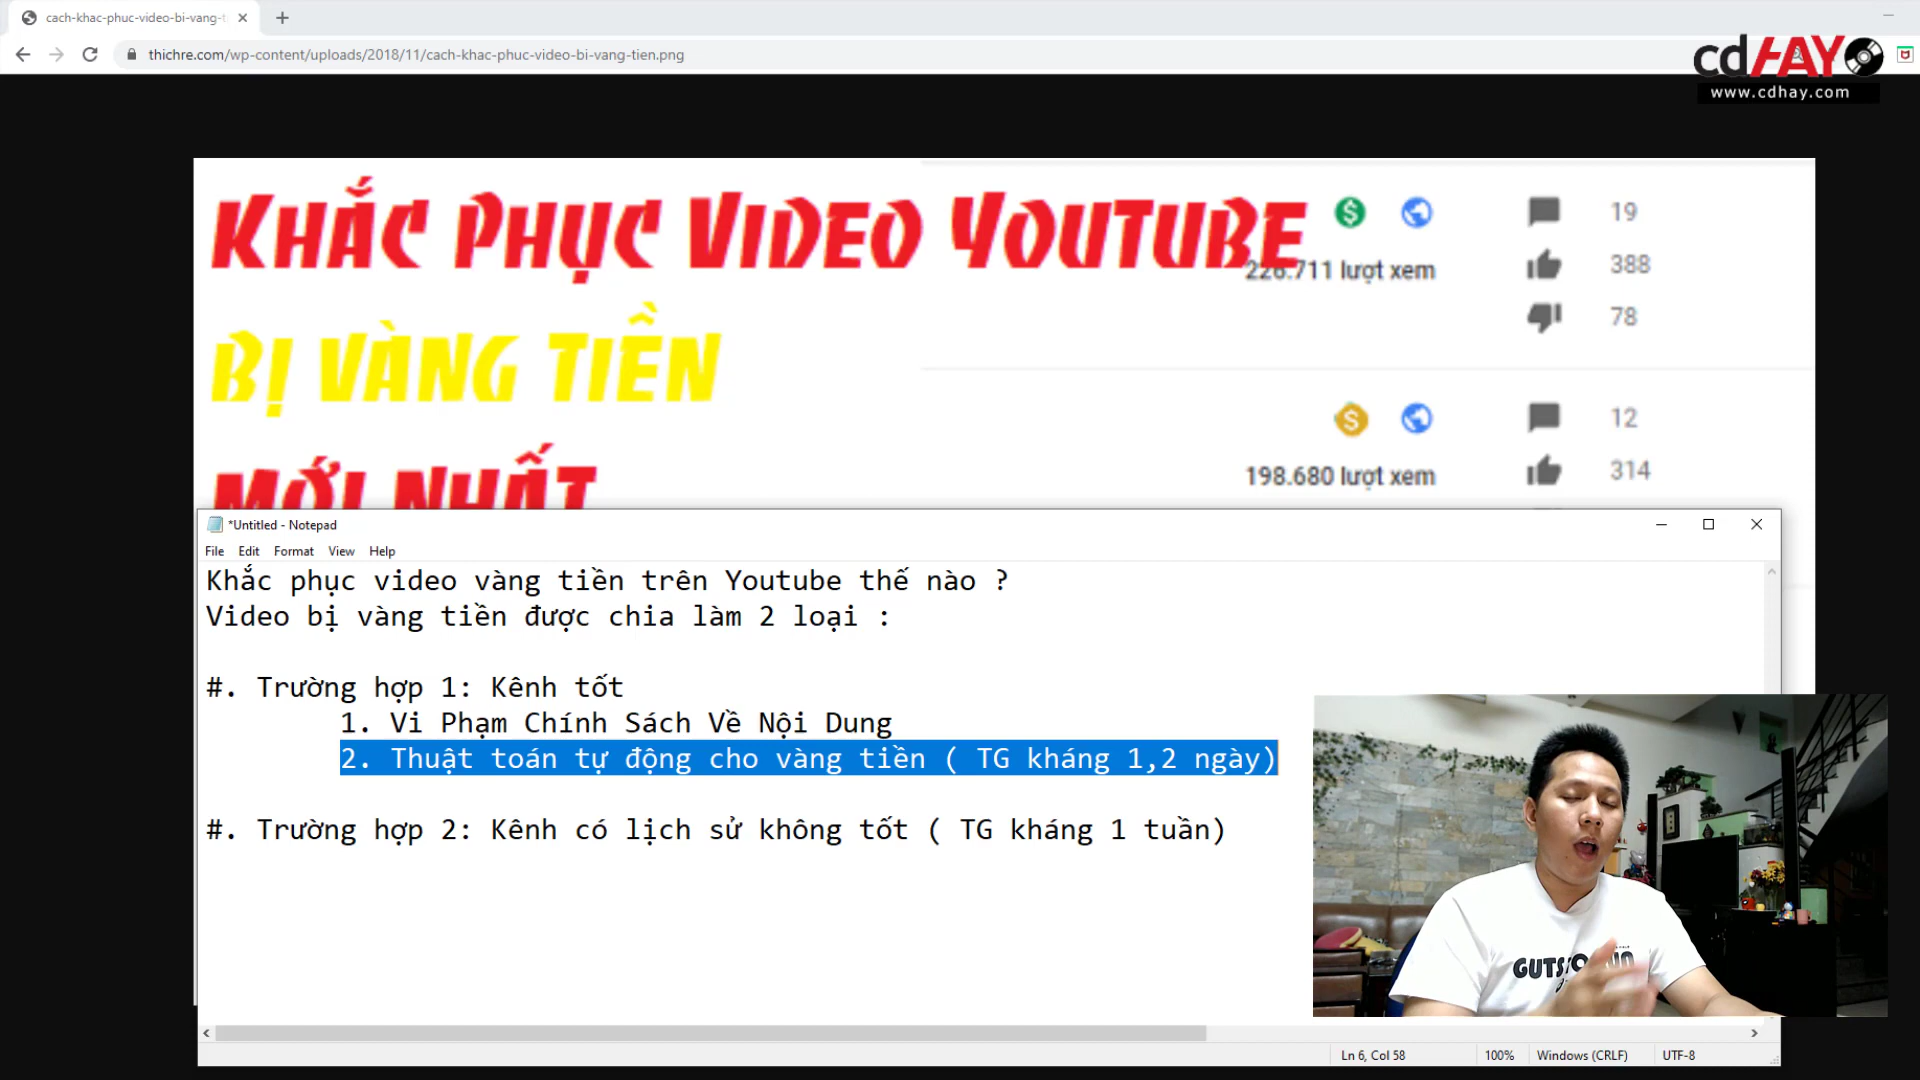 cach-khac-phuc-video-bi-vang-t
thichre.com/wp-content/uploads/2018/11/cach-khac-phuc-video-bi-vang-tien.png
cdHAY
www.cdhay.com
KHẮC PHỤC VIDEO YOUTUBE
19
226.711 lượt xem
388
78
BỊ VÀNG TIỀN
12
198.680 lượt xem
314
MỚI NHẤT
*Untitled - Notepad
File Edit Format View Help
Khắc phục video vàng tiền trên Youtube thế nào ?
Video bị vàng tiền được chia làm 2 loại :
#. Trường hợp 1: Kênh tốt
1. Vi Phạm Chính Sách Về Nội Dung
2. Thuật toán tự động cho vàng tiền ( TG kháng 1,2 ngày)
#. Trường hợp 2: Kênh có lịch sử không tốt ( TG kháng 1 tuần)
Ln 6, Col 58 100% Windows (CRLF) UTF-8